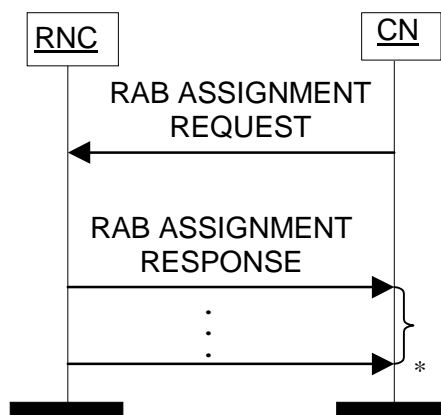 RNC
CN
RAB ASSIGNMENT
REQUEST
RAB ASSIGNMENT
RESPONSE
*